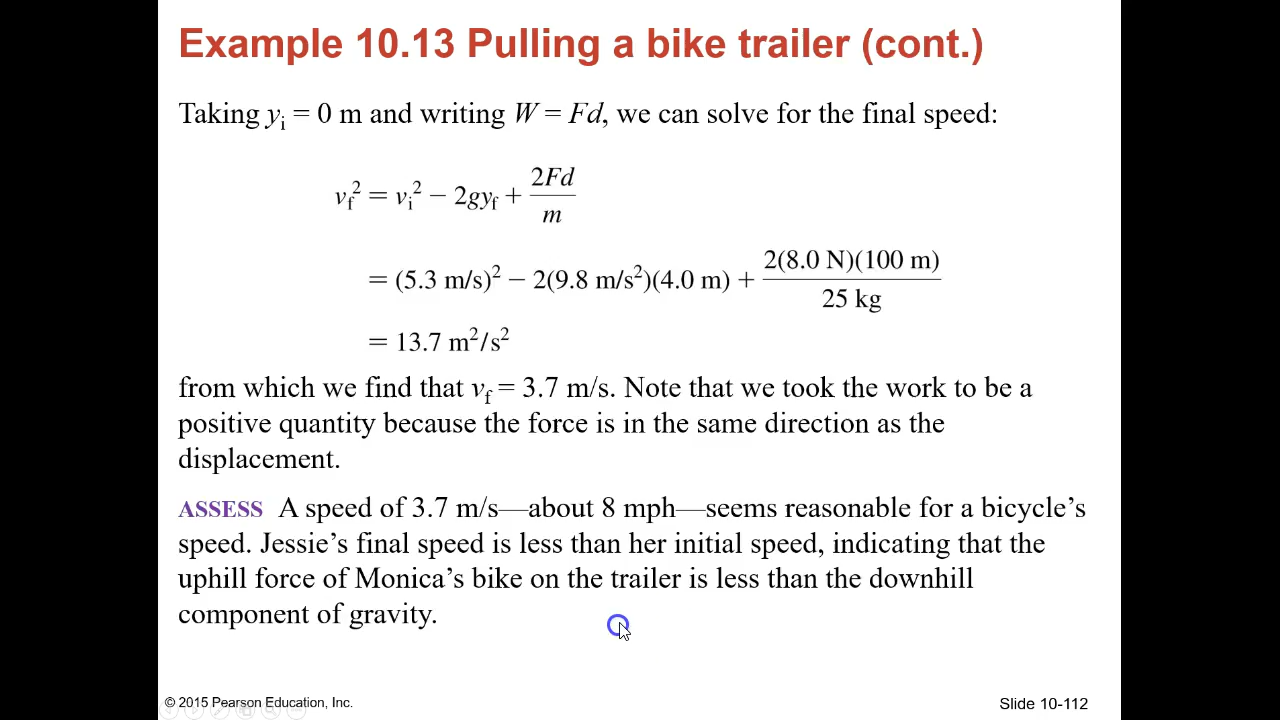 Example 10.13 Pulling a bike trailer (cont.)
Taking yᵢ = 0 m and writing W = Fd, we can solve for the final speed:
v_f² = v_i² − 2gy_f + 2Fd/m
= (5.3 m/s)² − 2(9.8 m/s²)(4.0 m) + 2(8.0 N)(100 m)/25 kg
= 13.7 m²/s²
from which we find that v_f = 3.7 m/s. Note that we took the work to be a
positive quantity because the force is in the same direction as the
displacement.
ASSESS A speed of 3.7 m/s—about 8 mph—seems reasonable for a bicycle’s
speed. Jessie’s final speed is less than her initial speed, indicating that the
uphill force of Monica’s bike on the trailer is less than the downhill
component of gravity.
© 2015 Pearson Education, Inc.
Slide 10-112